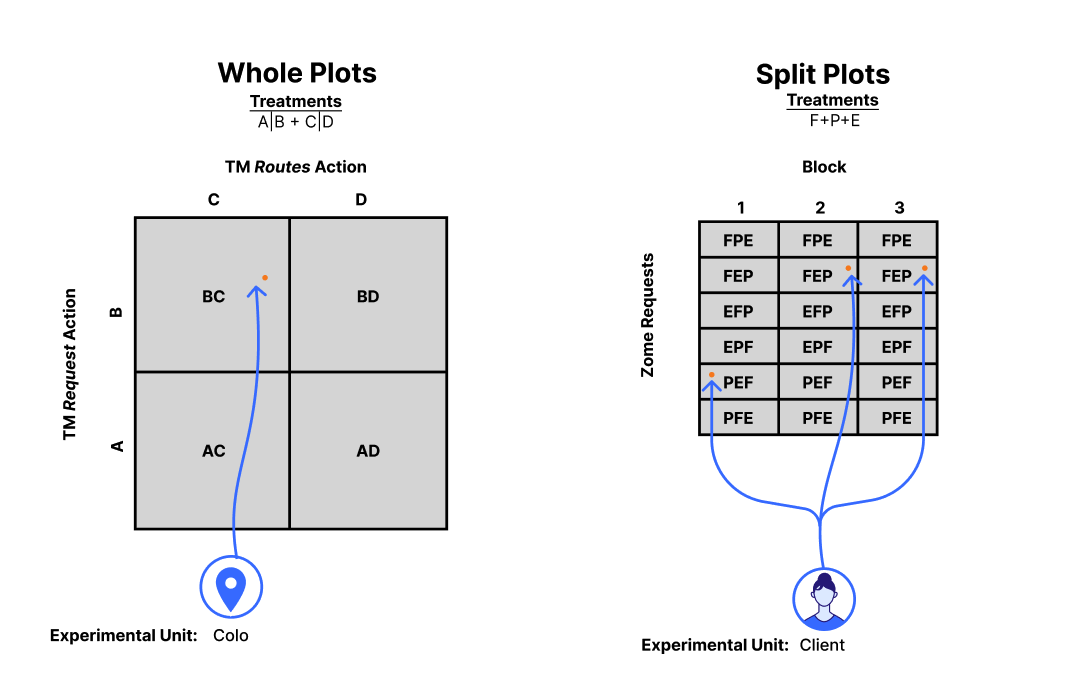 Whole Plots
Treatments
A|B + C|D
TM Routes Action
C D
TM Request Action
B
BC BD
A
AC AD
Experimental Unit: Colo
Split Plots
Treatments
F+P+E
Block
1 2 3
Zome Requests
FPE FPE FPE
FEP FEP FEP
EFP EFP EFP
EPF EPF EPF
PEF PEF PEF
PFE PFE PFE
Experimental Unit: Client